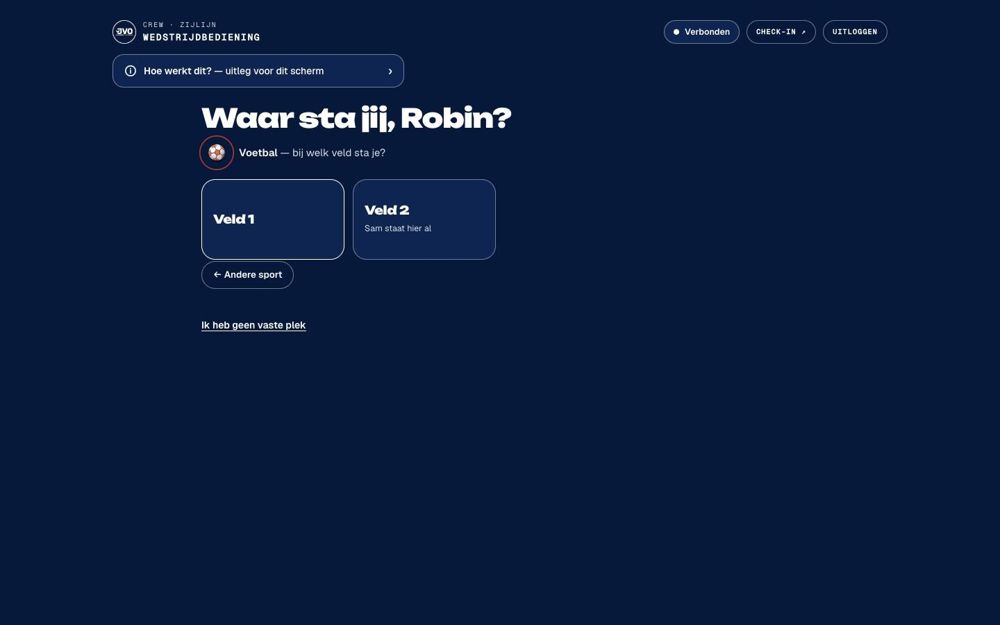 JVO
CREW · ZIJLIJN
WEDSTRIJDBEDIENING
Verbonden
CHECK-IN ↗
UITLOGGEN
Hoe werkt dit? — uitleg voor dit scherm
Waar sta jij, Robin?
Voetbal — bij welk veld sta je?
Veld 1
Veld 2
Sam staat hier al
← Andere sport
Ik heb geen vaste plek